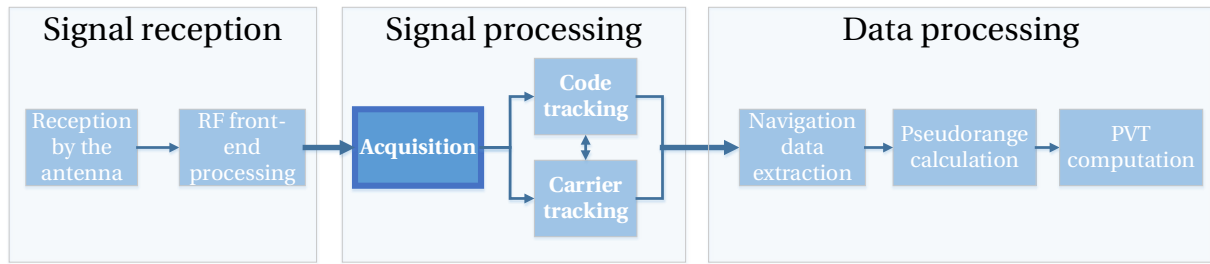 Signal reception
Reception
by the
antenna
RF front-
end
processing
Signal processing
Acquisition
Code
tracking
Carrier
tracking
Data processing
Navigation
data
extraction
Pseudorange
calculation
PVT
computation